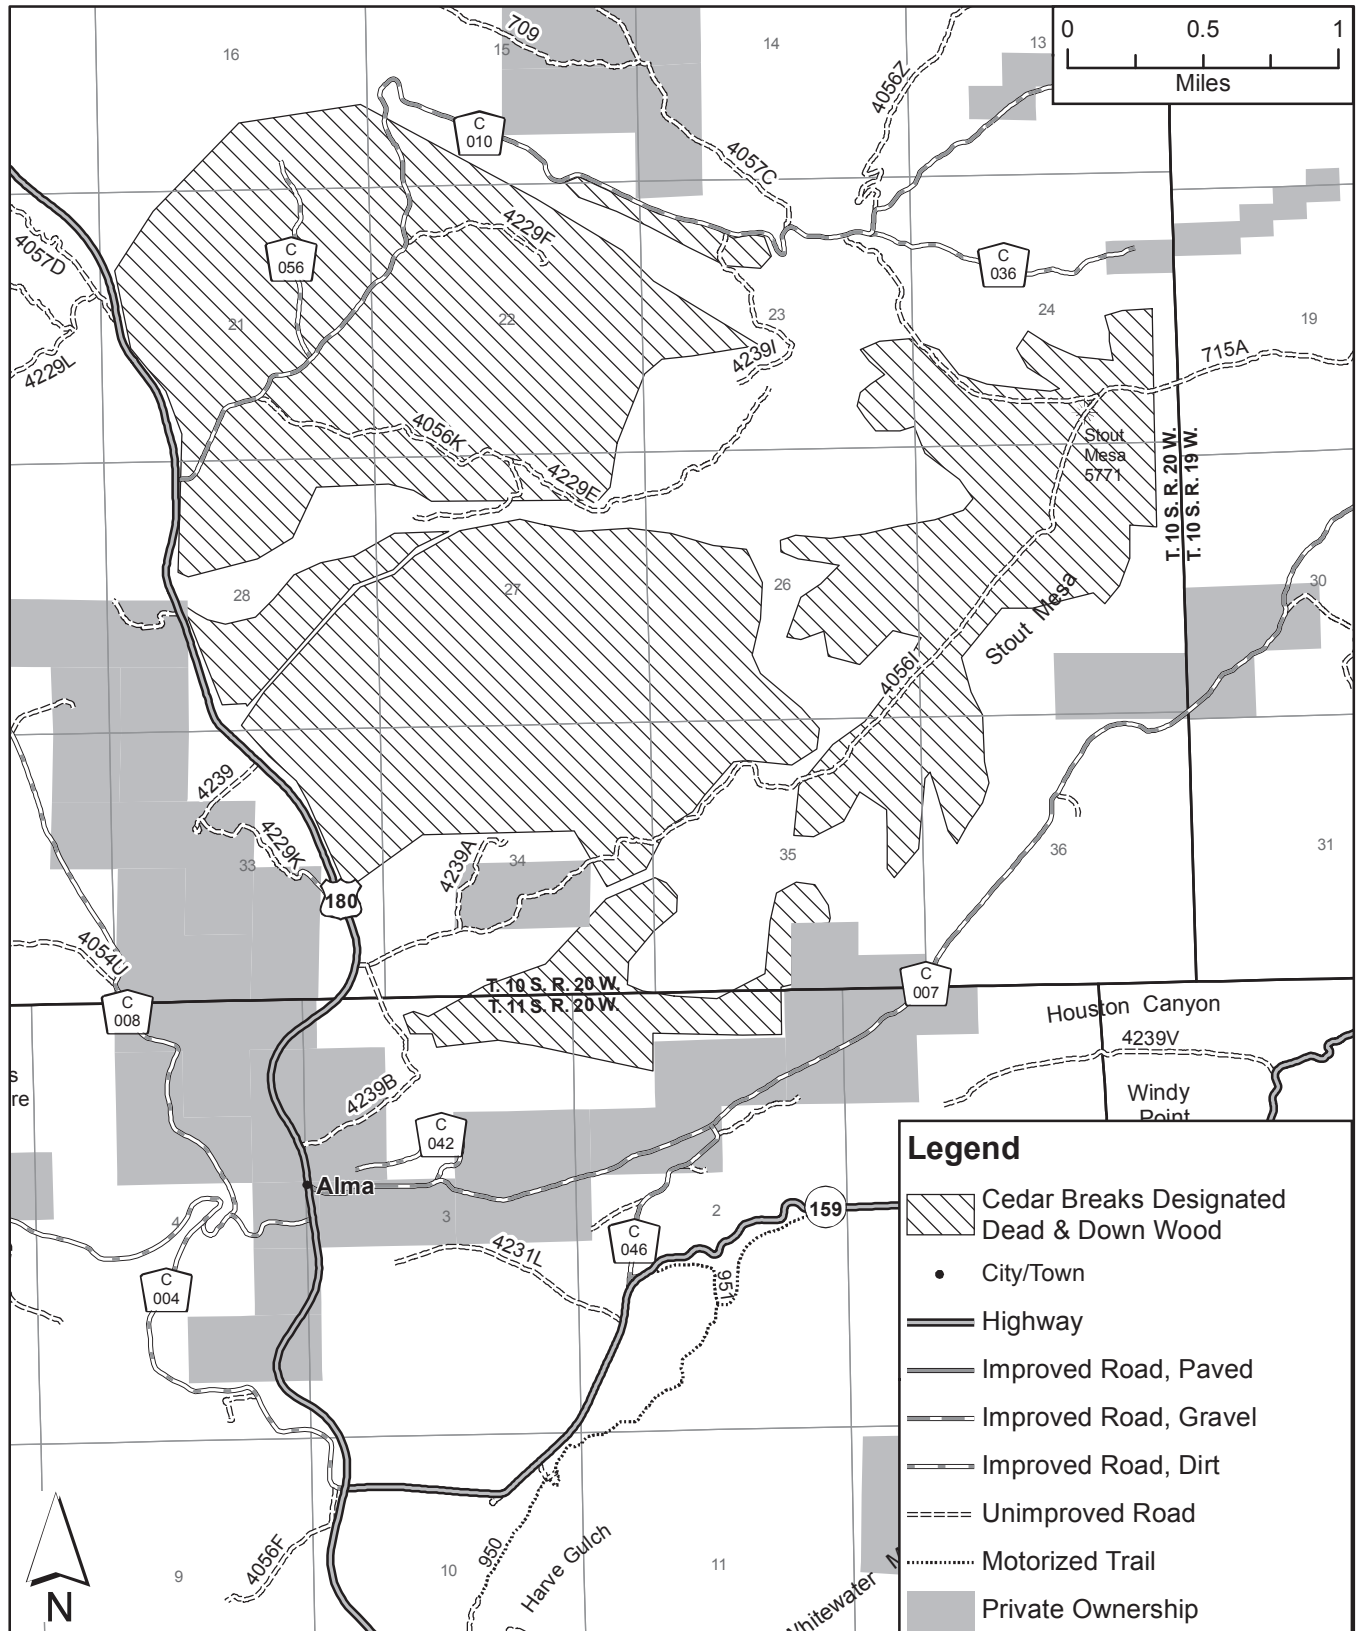 0 0.5 1
Miles
709
16
15
14
13
C
010
4056Z
4057C
4229F
4057D
C
056
C
036
21
22
23
24
19
4229L
4239I
715A
4056K
4229E
Stout
Mesa
5771
T. 10 S. R. 20 W.
T. 10 S. R. 19 W.
28
27
26
30
Stout Mesa
4056I
4239
4229K
33
180
4239A
34
35
36
31
4054U
C
008
T. 10 S. R. 20 W.
T. 11 S. R. 20 W.
C
007
Houston Canyon
4239V
s
re
4239B
Windy
Point
C
042
Alma
4
3
2
159
C
046
4231L
951
C
004
9
10
11
4056F
950
Harve Gulch
Whitewater M
N
Legend
Cedar Breaks Designated
Dead & Down Wood
City/Town
Highway
Improved Road, Paved
Improved Road, Gravel
Improved Road, Dirt
Unimproved Road
Motorized Trail
Private Ownership